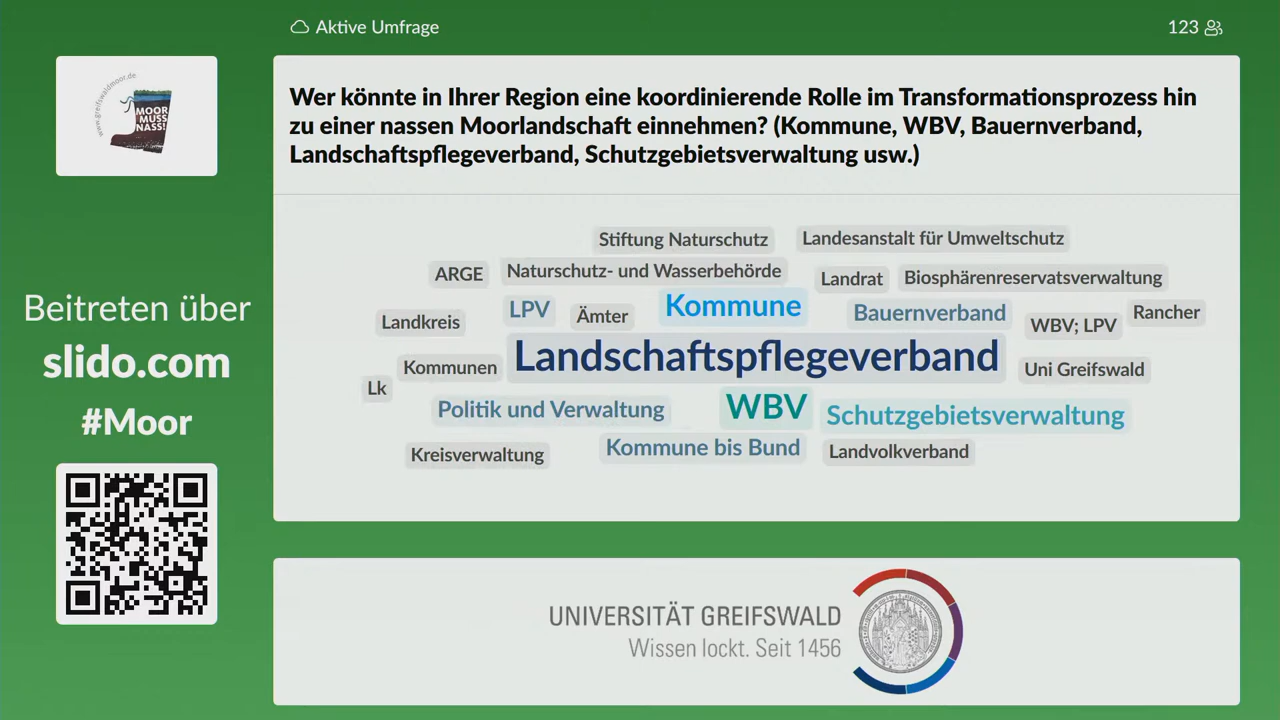 Aktive Umfrage
123
www.greifswaldmoor.de
MOOR
MUSS
NASS!
Wer könnte in Ihrer Region eine koordinierende Rolle im Transformationsprozess hin
zu einer nassen Moorlandschaft einnehmen? (Kommune, WBV, Bauernverband,
Landschaftspflegeverband, Schutzgebietsverwaltung usw.)
Beitreten über
slido.com
#Moor
Stiftung Naturschutz
Landesanstalt für Umweltschutz
ARGE
Naturschutz- und Wasserbehörde
Landrat
Biosphärenreservatsverwaltung
Landkreis
LPV
Ämter
Kommune
Bauernverband
WBV; LPV
Rancher
Kommunen
Landschaftspflegeverband
Uni Greifswald
Lk
Politik und Verwaltung
WBV
Schutzgebietsverwaltung
Kreisverwaltung
Kommune bis Bund
Landvolkverband
UNIVERSITÄT GREIFSWALD
Wissen lockt. Seit 1456